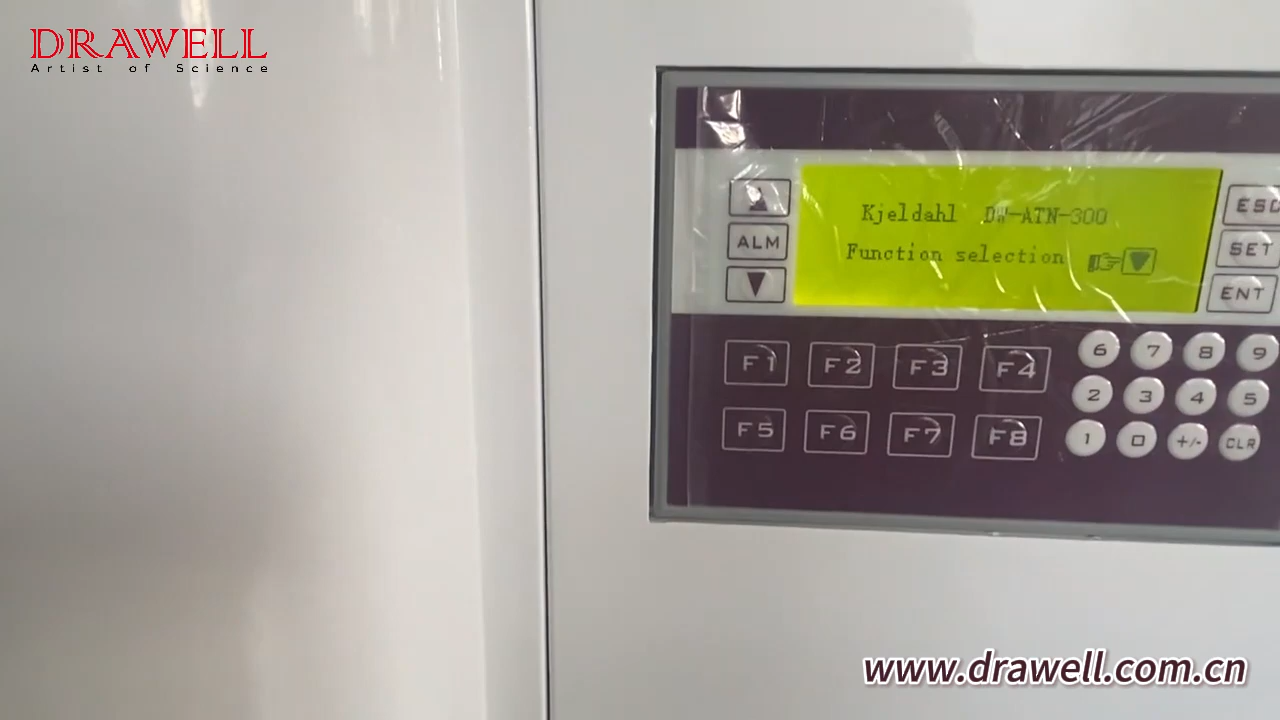 DRAWELL
Artist of Science
Kjeldahl DW-ATN-300
Function selection
ALM
ESC
SET
ENT
F1 F2 F3 F4
F5 F6 F7 F8
6 7 8 9
2 3 4 5
1 0 +/- CLR
www.drawell.com.cn